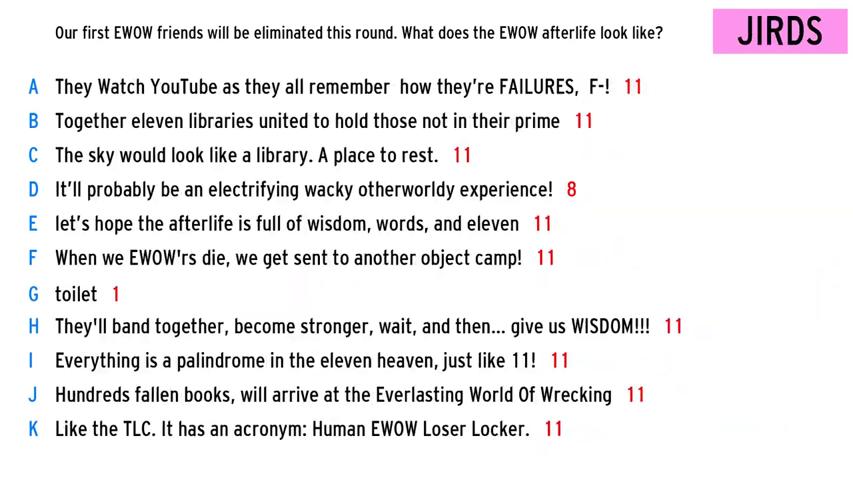 Our first EWOW friends will be eliminated this round. What does the EWOW afterlife look like?
JIRDS
A They Watch YouTube as they all remember how they're FAILURES, F-! 11
B Together eleven libraries united to hold those not in their prime 11
C The sky would look like a library. A place to rest. 11
D It'll probably be an electrifying wacky otherworldy experience! 8
E let's hope the afterlife is full of wisdom, words, and eleven 11
F When we EWOW'rs die, we get sent to another object camp! 11
G toilet 1
H They'll band together, become stronger, wait, and then... give us WISDOM!!! 11
I Everything is a palindrome in the eleven heaven, just like 11! 11
J Hundreds fallen books, will arrive at the Everlasting World Of Wrecking 11
K Like the TLC. It has an acronym: Human EWOW Loser Locker. 11